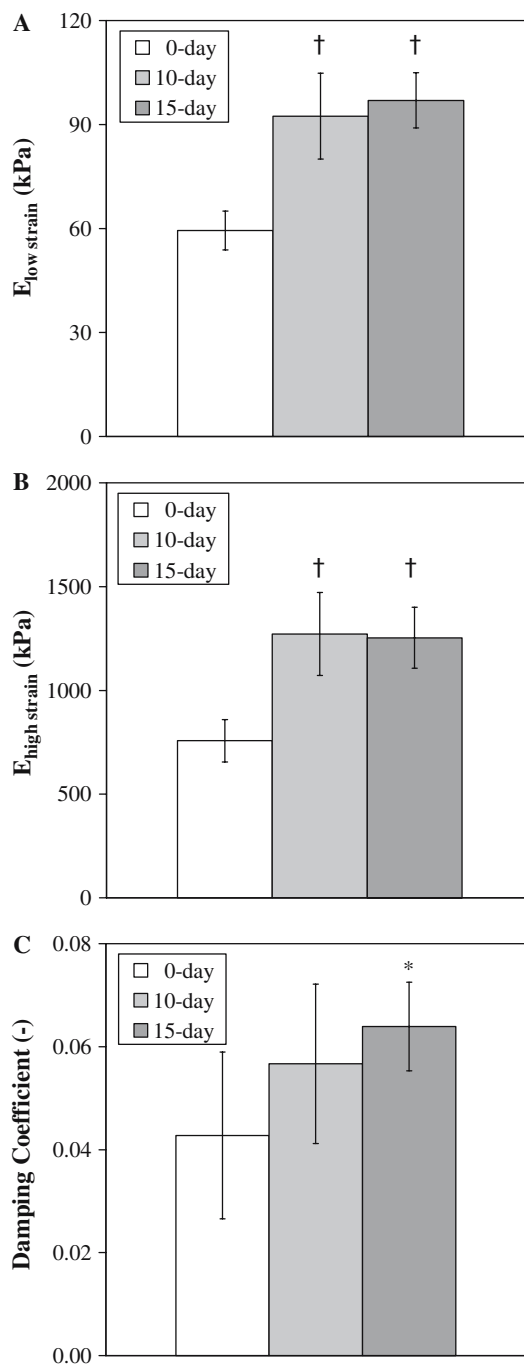 A
120
90
60
30
0
E_low strain (kPa)
0-day
10-day
15-day
†
†
B
2000
1500
1000
500
0
E_high strain (kPa)
0-day
10-day
15-day
†
†
C
0.08
0.06
0.04
0.02
0.00
Damping Coefficient (-)
0-day
10-day
15-day
*